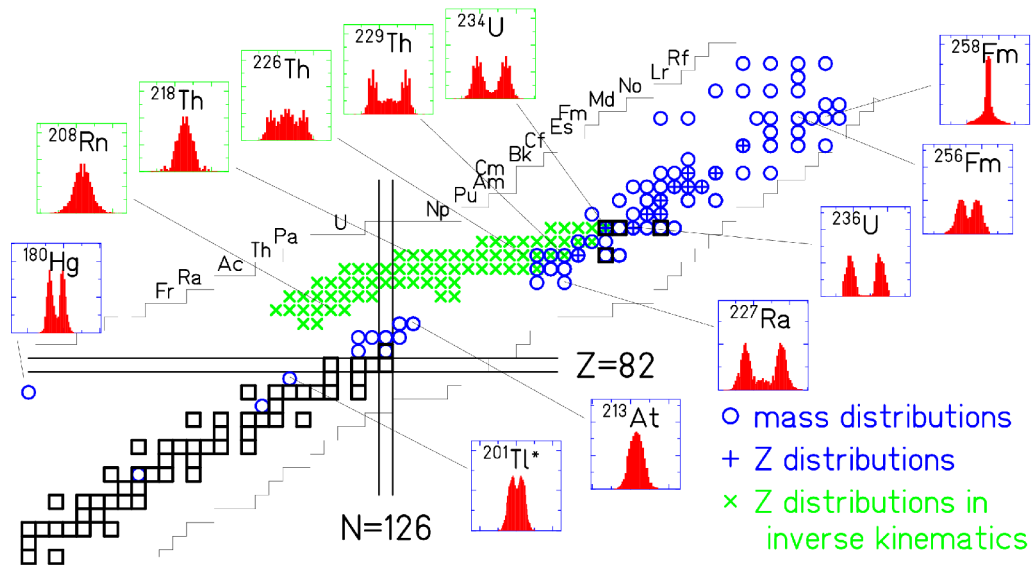 234U
229Th
226Th
218Th
208Rn
180Hg
258Fm
256Fm
236U
227Ra
213At
201Tl*
Rf
Lr
No
Md
Fm
Es
Cf
Bk
Cm
Am
Pu
Np
U
Pa
Th
Ac
Ra
Fr
Z=82
N=126
mass distributions
Z distributions
Z distributions in
inverse kinematics